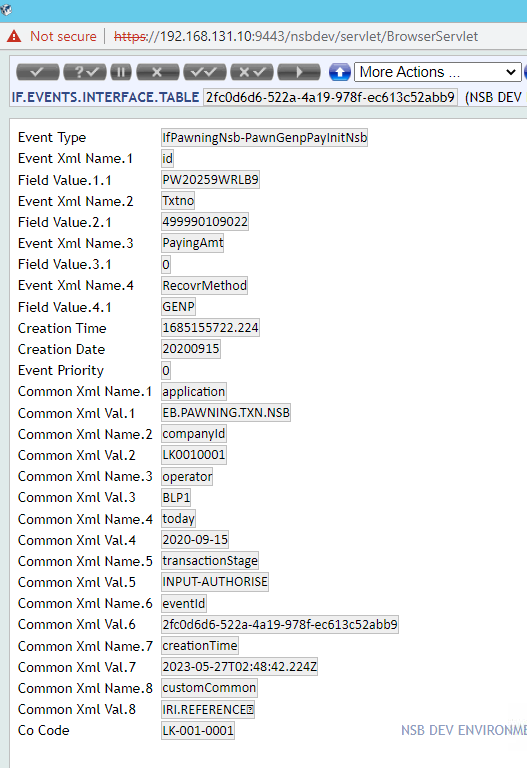 Not secure | https://192.168.131.10:9443/nsbdev/servlet/BrowserServlet
More Actions ...
IF.EVENTS.INTERFACE.TABLE 2fc0d6d6-522a-4a19-978f-ec613c52abb9 (NSB DEV
Event Type IfPawningNsb-PawnGenpPayInitNsb
Event Xml Name.1 id
Field Value.1.1 PW20259WRLB9
Event Xml Name.2 Txtno
Field Value.2.1 499990109022
Event Xml Name.3 PayingAmt
Field Value.3.1 0
Event Xml Name.4 RecovrMethod
Field Value.4.1 GENP
Creation Time 1685155722.224
Creation Date 20200915
Event Priority 0
Common Xml Name.1 application
Common Xml Val.1 EB.PAWNING.TXN.NSB
Common Xml Name.2 companyId
Common Xml Val.2 LK0010001
Common Xml Name.3 operator
Common Xml Val.3 BLP1
Common Xml Name.4 today
Common Xml Val.4 2020-09-15
Common Xml Name.5 transactionStage
Common Xml Val.5 INPUT-AUTHORISE
Common Xml Name.6 eventId
Common Xml Val.6 2fc0d6d6-522a-4a19-978f-ec613c52abb9
Common Xml Name.7 creationTime
Common Xml Val.7 2023-05-27T02:48:42.224Z
Common Xml Name.8 customCommon
Common Xml Val.8 IRI.REFERENCE
Co Code LK-001-0001 NSB DEV ENVIRONME